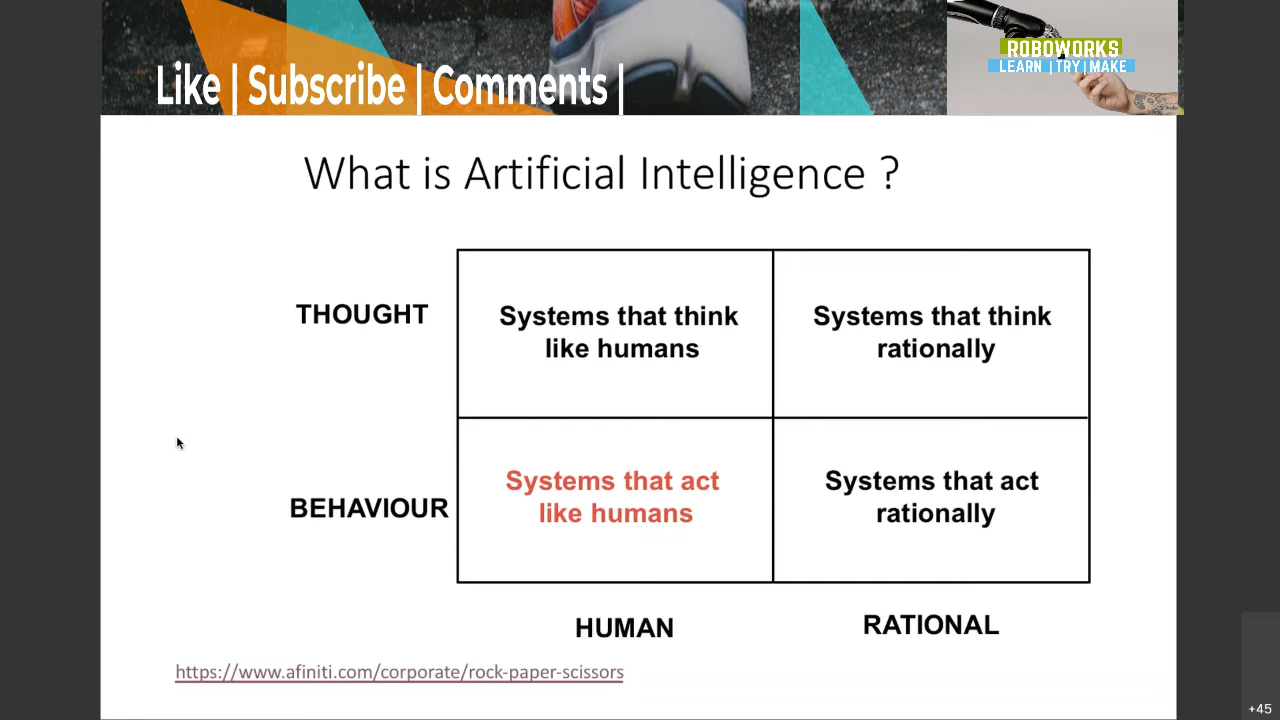 Like | Subscribe | Comments |
ROBOWORKS
LEARN | TRY | MAKE
What is Artificial Intelligence ?
THOUGHT
Systems that think
like humans
Systems that think
rationally
BEHAVIOUR
Systems that act
like humans
Systems that act
rationally
HUMAN
RATIONAL
https://www.afiniti.com/corporate/rock-paper-scissors
+45